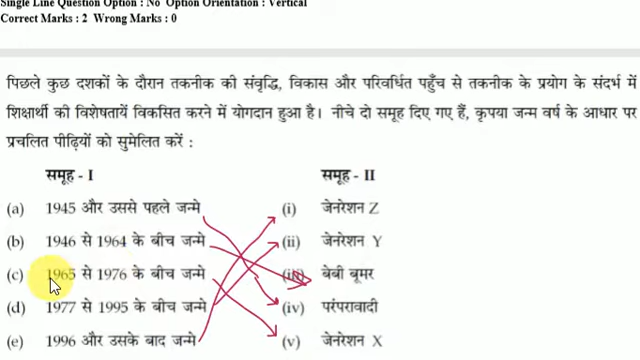 Single Line Question Option : No Option Orientation : Vertical
Correct Marks : 2 Wrong Marks : 0
पिछले कुछ दशकों के दौरान तकनीक की संवृद्धि, विकास और परिवर्धित पहुँच से तकनीक के प्रयोग के संदर्भ में
शिक्षार्थी की विशेषतायें विकसित करने में योगदान हुआ है। नीचे दो समूह दिए गए हैं, कृपया जन्म वर्ष के आधार पर
प्रचलित पीढ़ियों को सुमेलित करें :
समूह - I समूह - II
(a) 1945 और उससे पहले जन्मे (i) जेनरेशन Z
(b) 1946 से 1964 के बीच जन्मे (ii) जेनरेशन Y
(c) 1965 से 1976 के बीच जन्मे (iii) बेबी बूमर
(d) 1977 से 1995 के बीच जन्मे (iv) परंपरावादी
(e) 1996 और उसके बाद जन्मे (v) जेनरेशन X